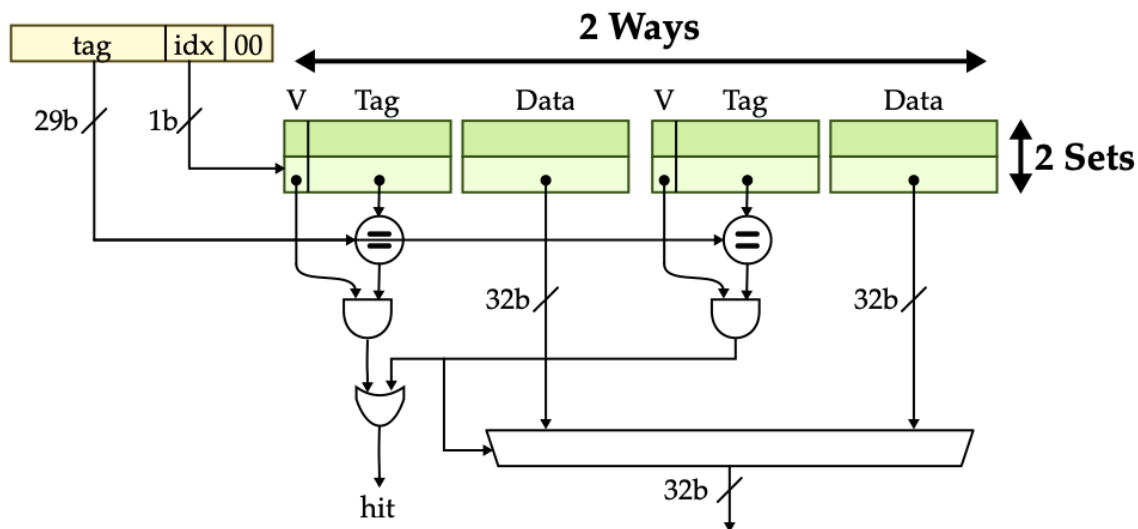 2 Ways
tag idx 00
V Tag Data V Tag Data
29b 1b
2 Sets
32b 32b
hit
32b